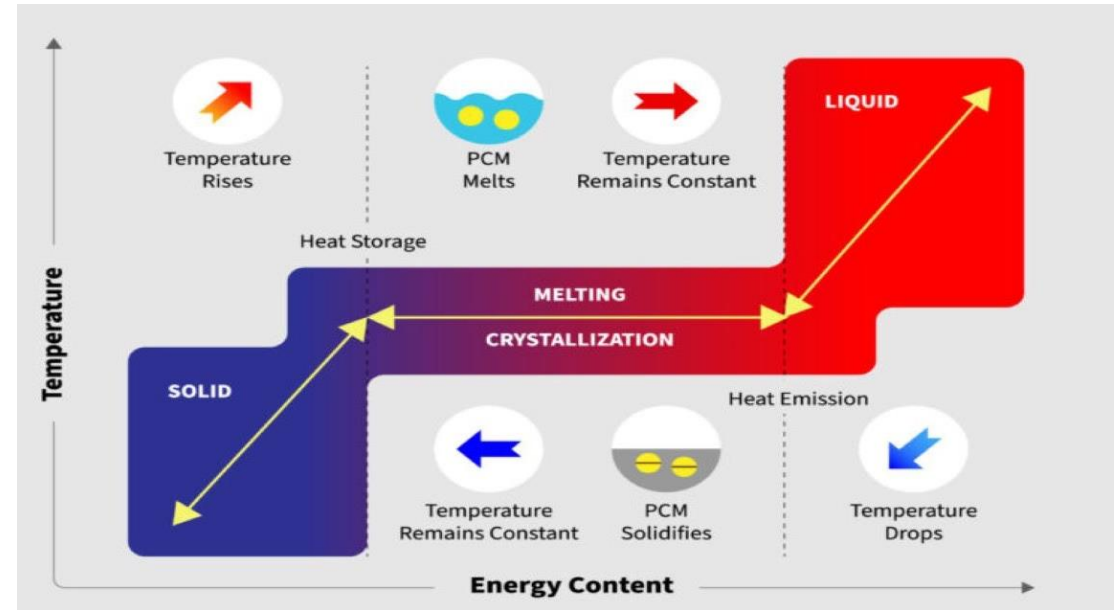 Temperature
Rises
PCM
Melts
Temperature
Remains Constant
LIQUID
Heat Storage
MELTING
CRYSTALLIZATION
SOLID
Heat Emission
Temperature
Remains Constant
PCM
Solidifies
Temperature
Drops
Temperature
Energy Content